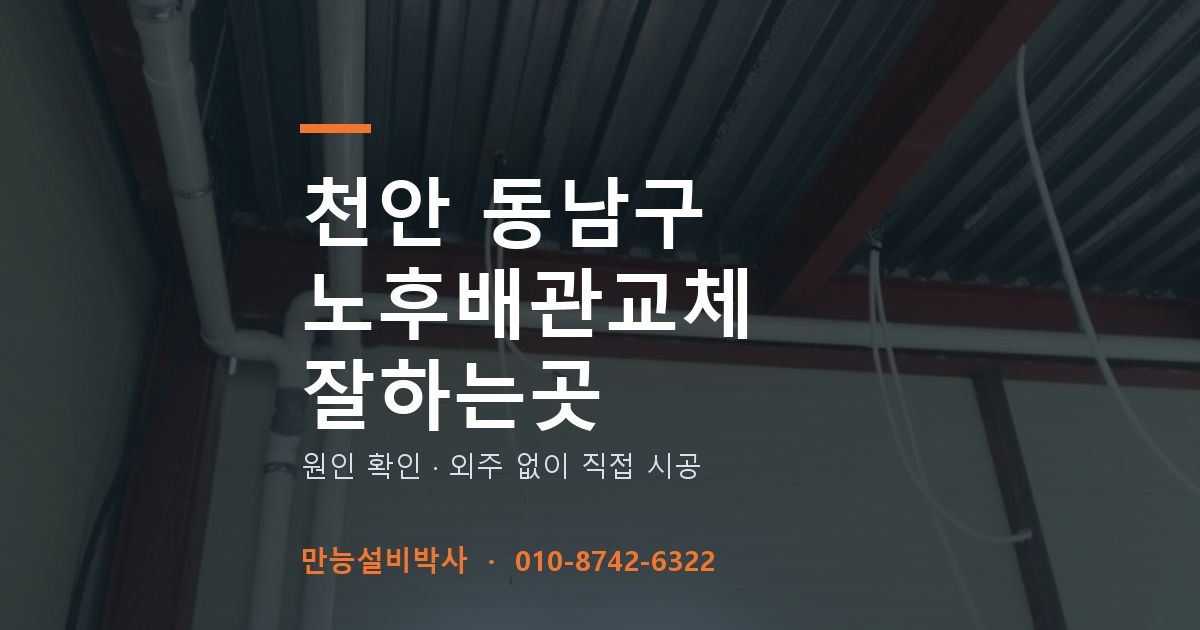 천안 동남구
노후배관교체
잘하는곳
원인 확인 · 외주 없이 직접 시공
만능설비박사 · 010-8742-6322